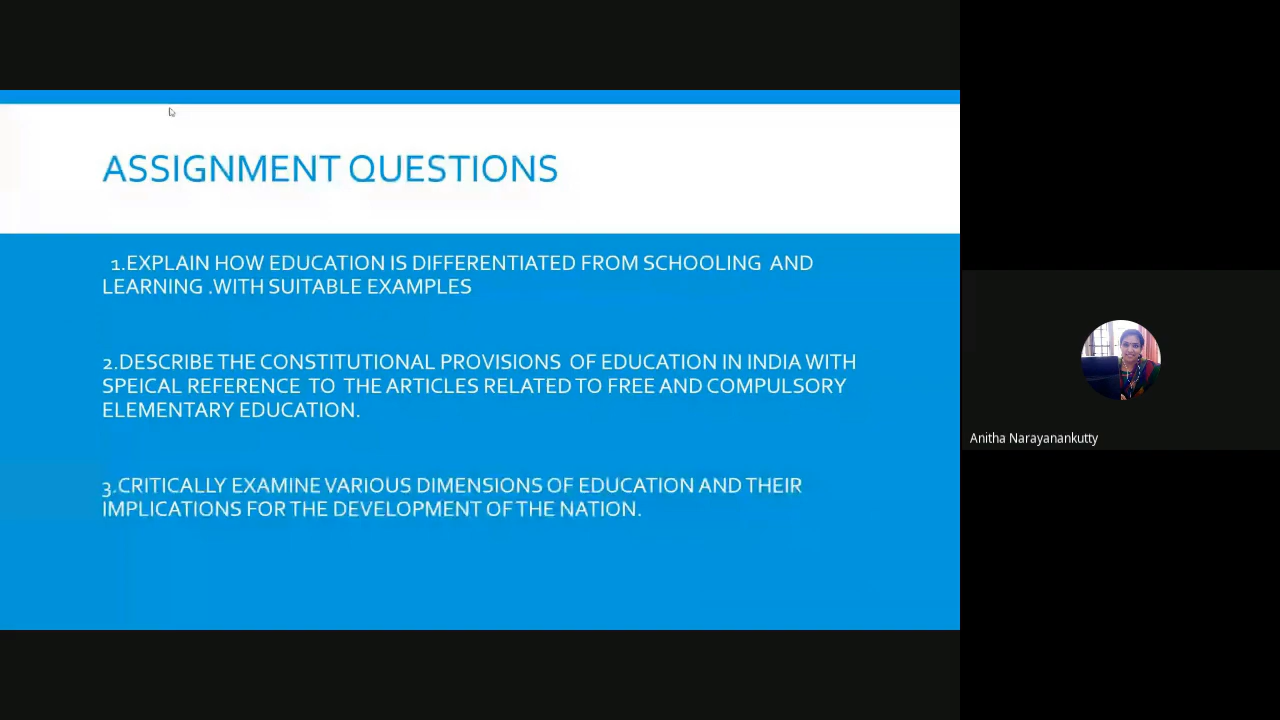 ASSIGNMENT QUESTIONS
1.EXPLAIN HOW EDUCATION IS DIFFERENTIATED FROM SCHOOLING AND
LEARNING .WITH SUITABLE EXAMPLES
2.DESCRIBE THE CONSTITUTIONAL PROVISIONS OF EDUCATION IN INDIA WITH
SPEICAL REFERENCE TO THE ARTICLES RELATED TO FREE AND COMPULSORY
ELEMENTARY EDUCATION.
3.CRITICALLY EXAMINE VARIOUS DIMENSIONS OF EDUCATION AND THEIR
IMPLICATIONS FOR THE DEVELOPMENT OF THE NATION.
Anitha Narayanankutty